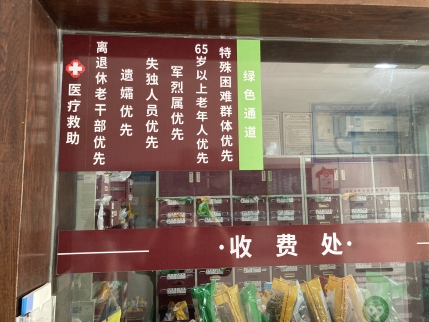 绿色通道
特殊困难群体优先
65岁以上老年人优先
军烈属优先
失独人员优先
遗孀优先
离退休老干部优先
医疗救助
·收费处·